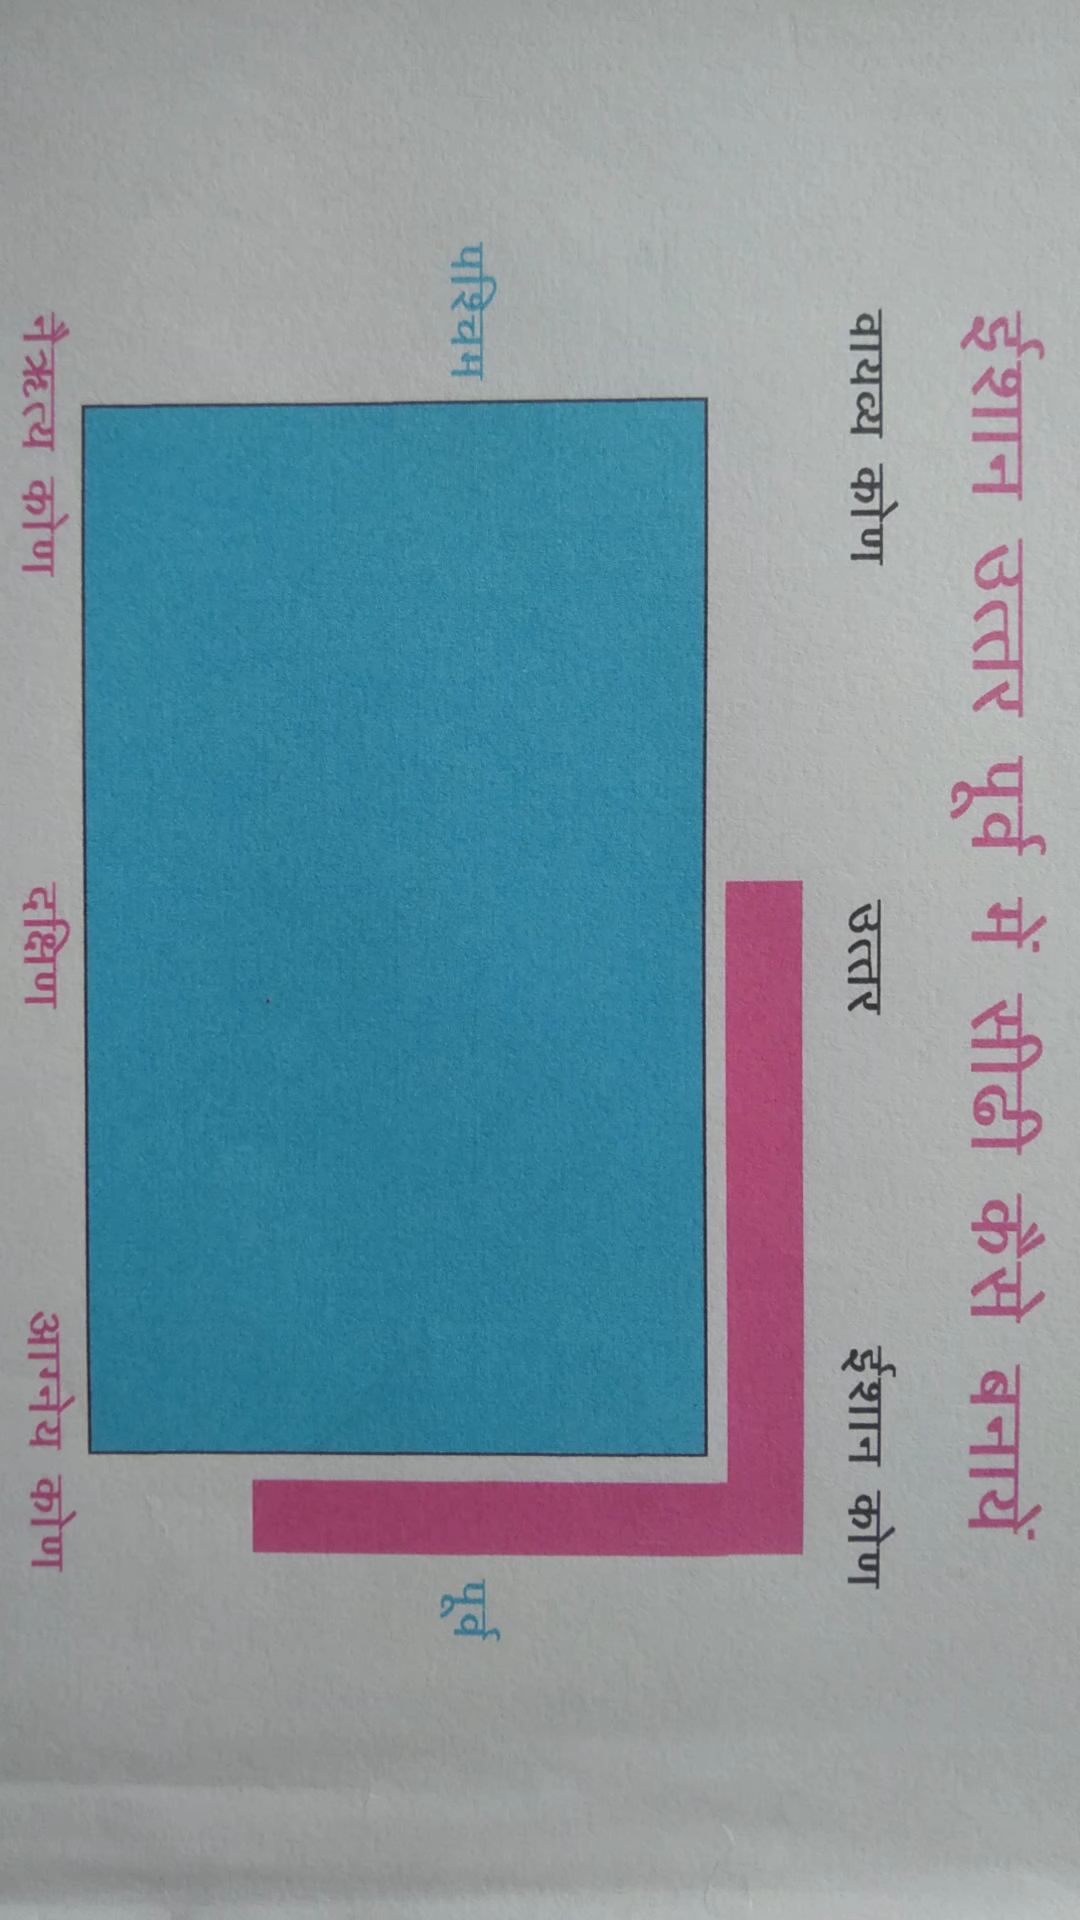 ईशान उत्तर पूर्व में सीढी कैसे बनायें
वायव्य कोण उत्तर ईशान कोण
पश्चिम पूर्व
नैऋत्य कोण दक्षिण आग्नेय कोण